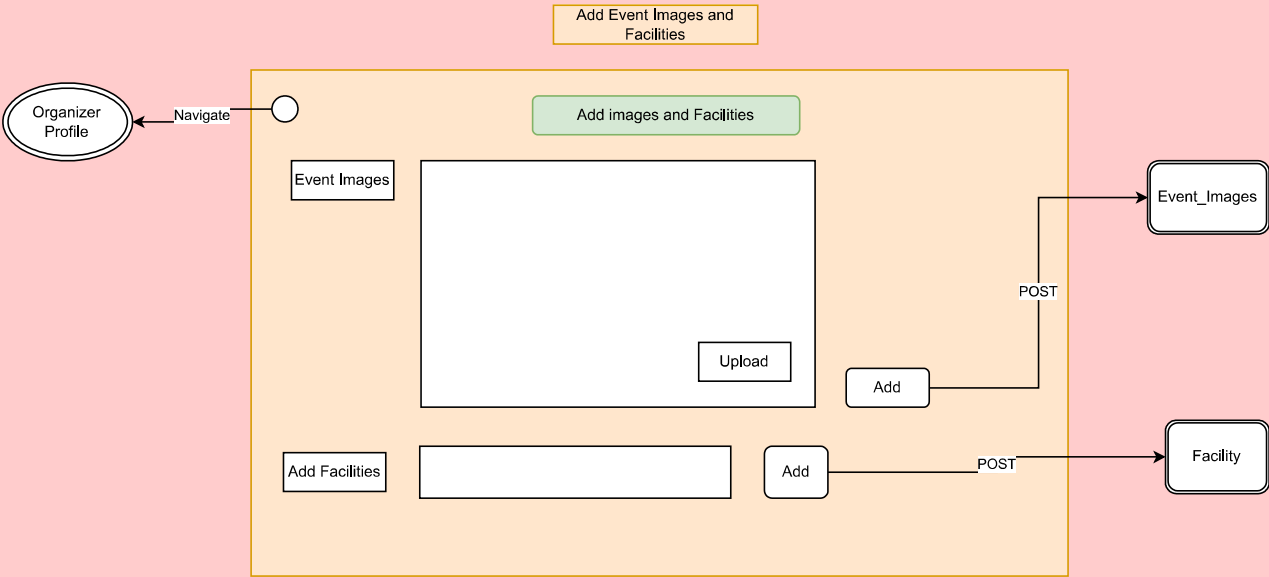 Add Event Images and
Facilities
Organizer
Profile
Navigate
Add images and Facilities
Event Images
Event_Images
POST
Upload
Add
Add Facilities
Add
POST
Facility